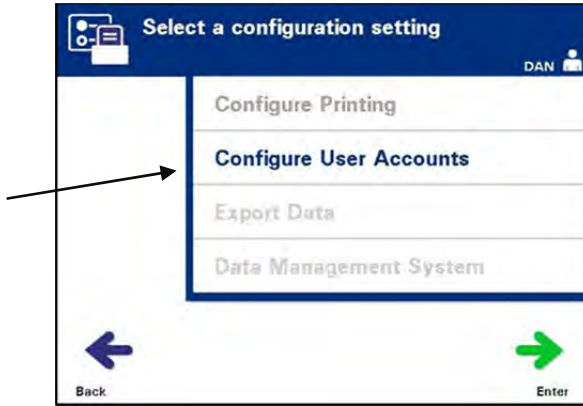 Select a configuration setting
DAN
Configure Printing
Configure User Accounts
Export Data
Data Management System
Back
Enter